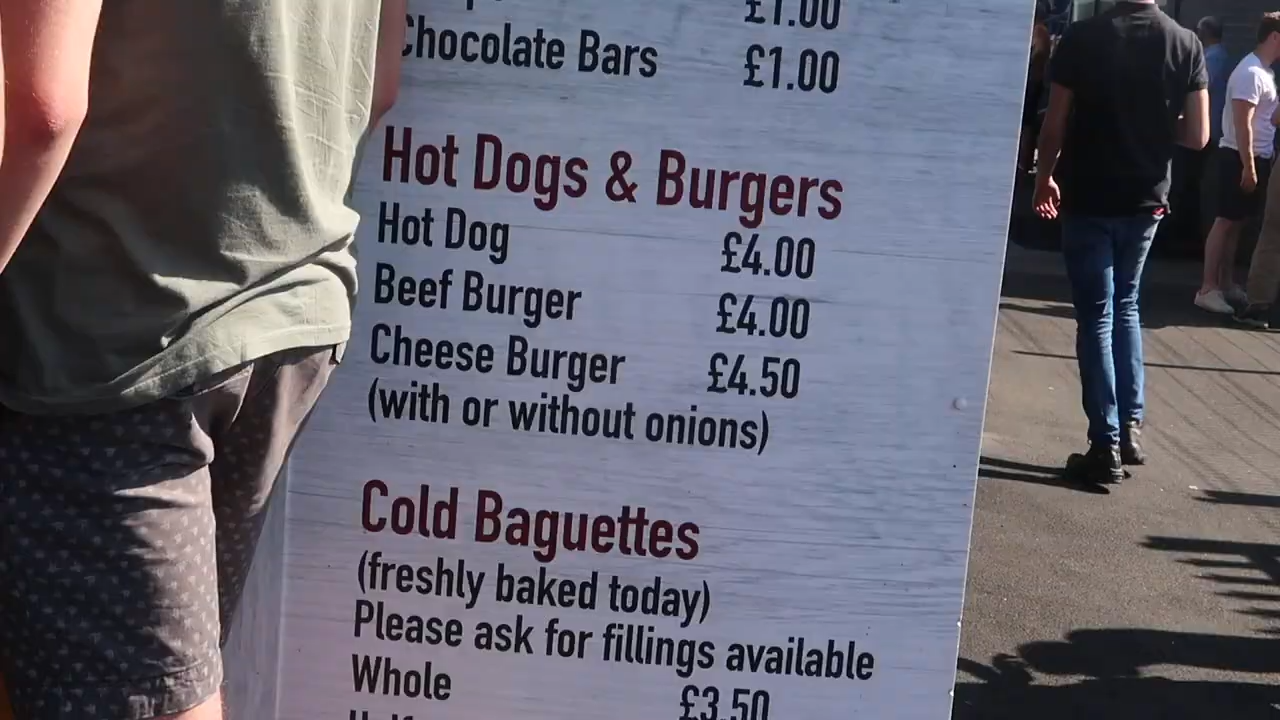 £1.00
Chocolate Bars £1.00
Hot Dogs & Burgers
Hot Dog £4.00
Beef Burger £4.00
Cheese Burger £4.50
(with or without onions)
Cold Baguettes
(freshly baked today)
Please ask for fillings available
Whole £3.50